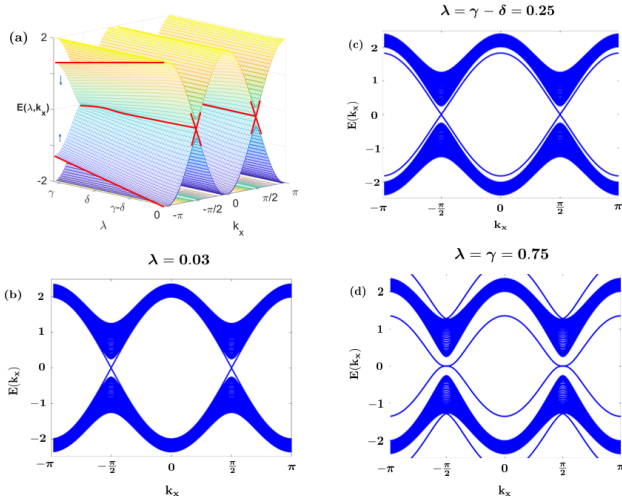 (a)
2
0
-2
E(λ,kₓ)
γ
δ
γ-δ
0
λ
-π
-π/2
0
π/2
π
kₓ
λ = γ − δ = 0.25
(c)
E(kₓ)
2
1
0
−1
−2
−π
−π/2
0
π/2
π
kₓ
λ = 0.03
(b)
E(kₓ)
2
1
0
−1
−2
−π
−π/2
0
π/2
π
kₓ
λ = γ = 0.75
(d)
E(kₓ)
2
1
0
−1
−2
−π
−π/2
0
π/2
π
kₓ